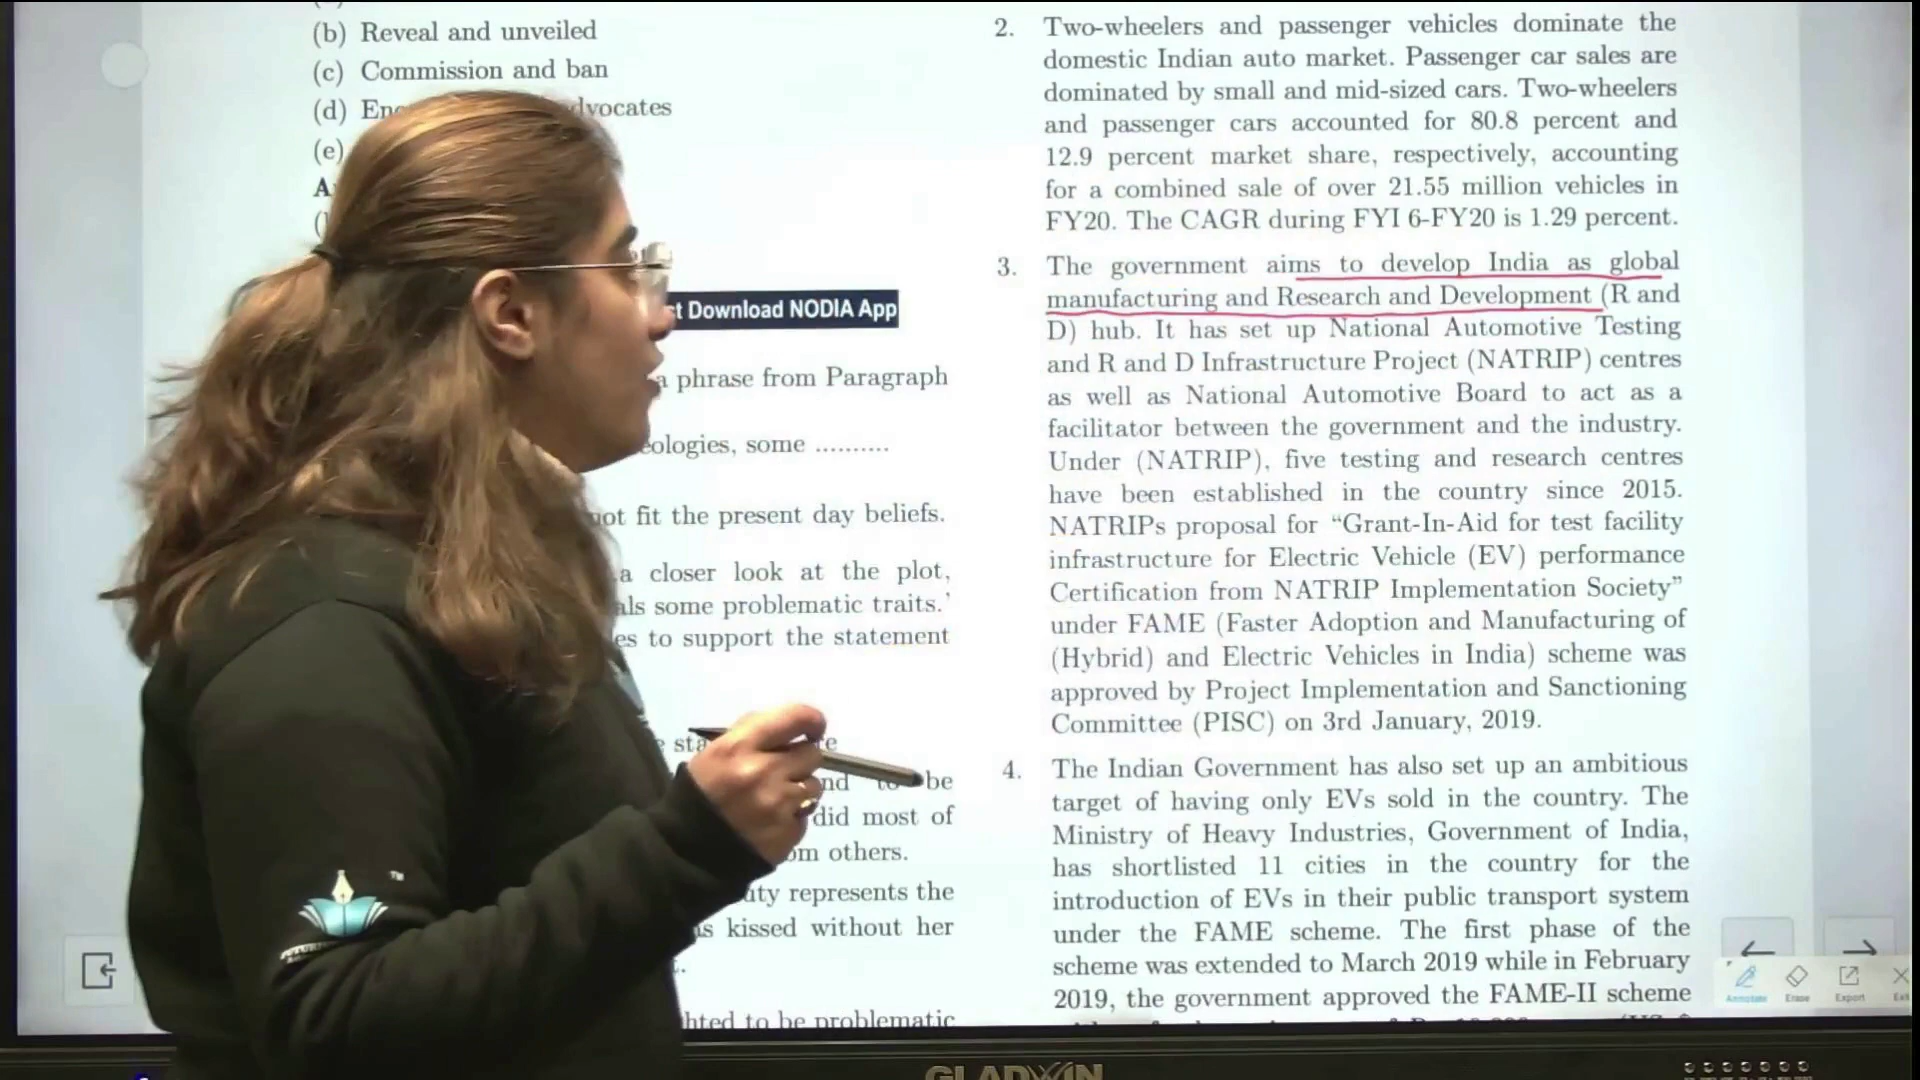 (b) Reveal and unveiled
(c) Commission and ban
(d) advocates
(e)
Download NODIA App
a phrase from Paragraph
some ..........
not fit the present day beliefs.
a closer look at the plot,
some problematic traits.'
to support the statement
nd to be
did most of
others.
represents the
kissed without her
to be problematic
2. Two-wheelers and passenger vehicles dominate the
domestic Indian auto market. Passenger car sales are
dominated by small and mid-sized cars. Two-wheelers
and passenger cars accounted for 80.8 percent and
12.9 percent market share, respectively, accounting
for a combined sale of over 21.55 million vehicles in
FY20. The CAGR during FYI 6-FY20 is 1.29 percent.
3. The government aims to develop India as global
manufacturing and Research and Development (R and
D) hub. It has set up National Automotive Testing
and R and D Infrastructure Project (NATRIP) centres
as well as National Automotive Board to act as a
facilitator between the government and the industry.
Under (NATRIP), five testing and research centres
have been established in the country since 2015.
NATRIPs proposal for “Grant-In-Aid for test facility
infrastructure for Electric Vehicle (EV) performance
Certification from NATRIP Implementation Society”
under FAME (Faster Adoption and Manufacturing of
(Hybrid) and Electric Vehicles in India) scheme was
approved by Project Implementation and Sanctioning
Committee (PISC) on 3rd January, 2019.
4. The Indian Government has also set up an ambitious
target of having only EVs sold in the country. The
Ministry of Heavy Industries, Government of India,
has shortlisted 11 cities in the country for the
introduction of EVs in their public transport system
under the FAME scheme. The first phase of the
scheme was extended to March 2019 while in February
2019, the government approved the FAME-II scheme
Annotate Erase Export Exit
TM
GLADWIN